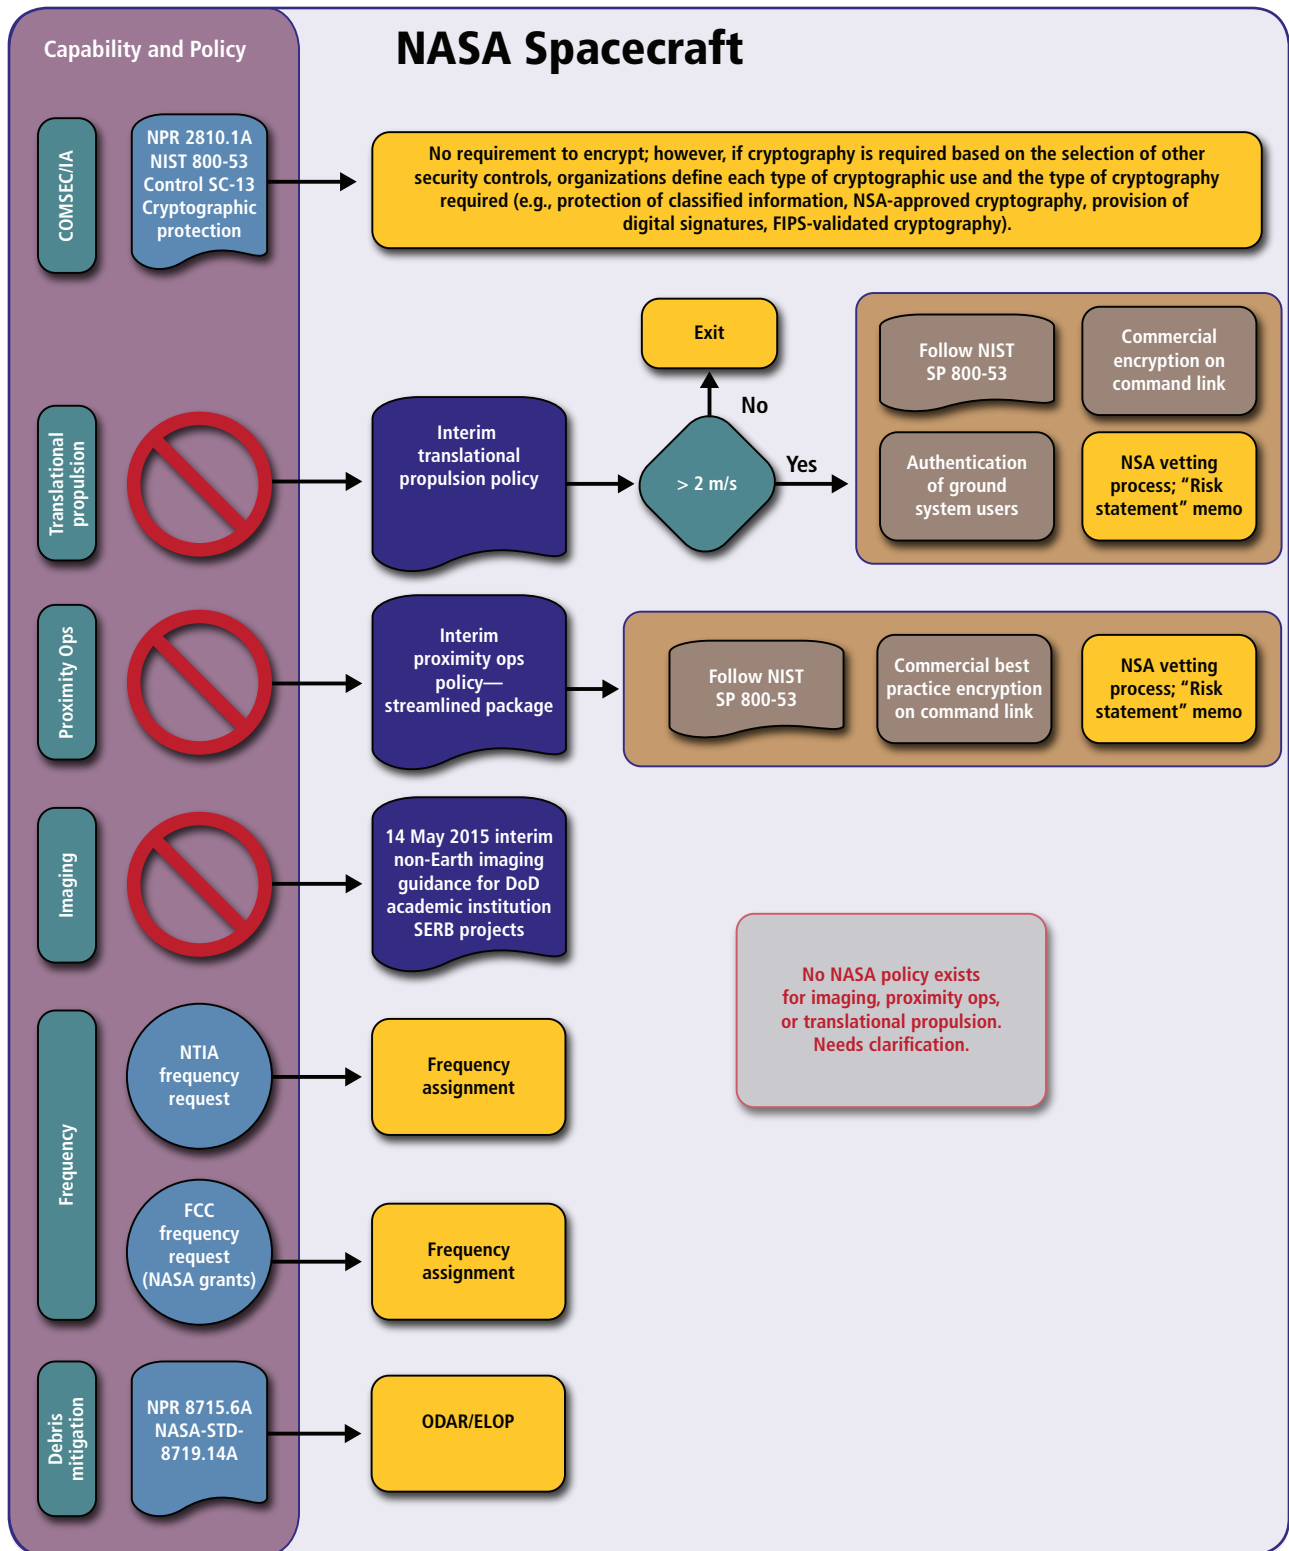 Capability and Policy
NASA Spacecraft
COMSEC/IA
NPR 2810.1A
NIST 800-53
Control SC-13
Cryptographic
protection
No requirement to encrypt; however, if cryptography is required based on the selection of other
security controls, organizations define each type of cryptographic use and the type of cryptography
required (e.g., protection of classified information, NSA-approved cryptography, provision of
digital signatures, FIPS-validated cryptography).
Translational
propulsion
Interim
translational
propulsion policy
> 2 m/s
No
Exit
Yes
Follow NIST
SP 800-53
Commercial
encryption on
command link
Authentication
of ground
system users
NSA vetting
process; “Risk
statement” memo
Proximity Ops
Interim
proximity ops
policy—
streamlined package
Follow NIST
SP 800-53
Commercial best
practice encryption
on command link
NSA vetting
process; “Risk
statement” memo
Imaging
14 May 2015 interim
non-Earth imaging
guidance for DoD
academic institution
SERB projects
No NASA policy exists
for imaging, proximity ops,
or translational propulsion.
Needs clarification.
Frequency
NTIA
frequency
request
Frequency
assignment
FCC
frequency
request
(NASA grants)
Frequency
assignment
Debris
mitigation
NPR 8715.6A
NASA-STD-
8719.14A
ODAR/ELOP